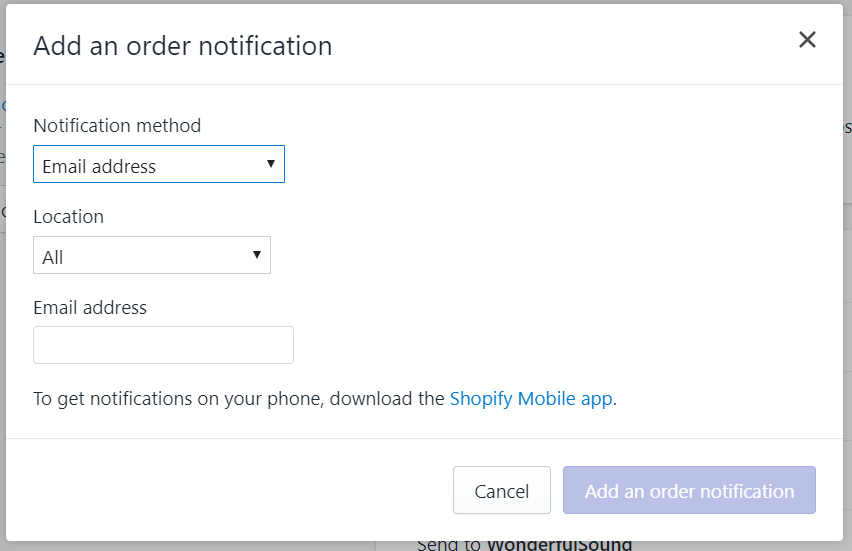 Add an order notification
Notification method
Email address
Location
All
Email address
To get notifications on your phone, download the Shopify Mobile app.
Cancel
Add an order notification
Send to WonderfulSound